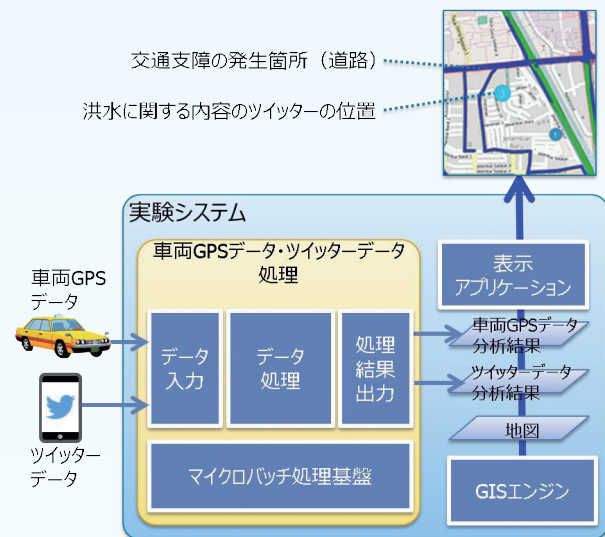 交通支障の発生箇所（道路）
洪水に関する内容のツイッターの位置
3
1
Jelambar
Baru
実験システム
車両GPSデータ・ツイッターデータ
処理
車両GPS
データ
ツイッター
データ
データ
入力
データ
処理
処理
結果
出力
マイクロバッチ処理基盤
表示
アプリケーション
車両GPSデータ
分析結果
ツイッターデータ
分析結果
地図
GISエンジン